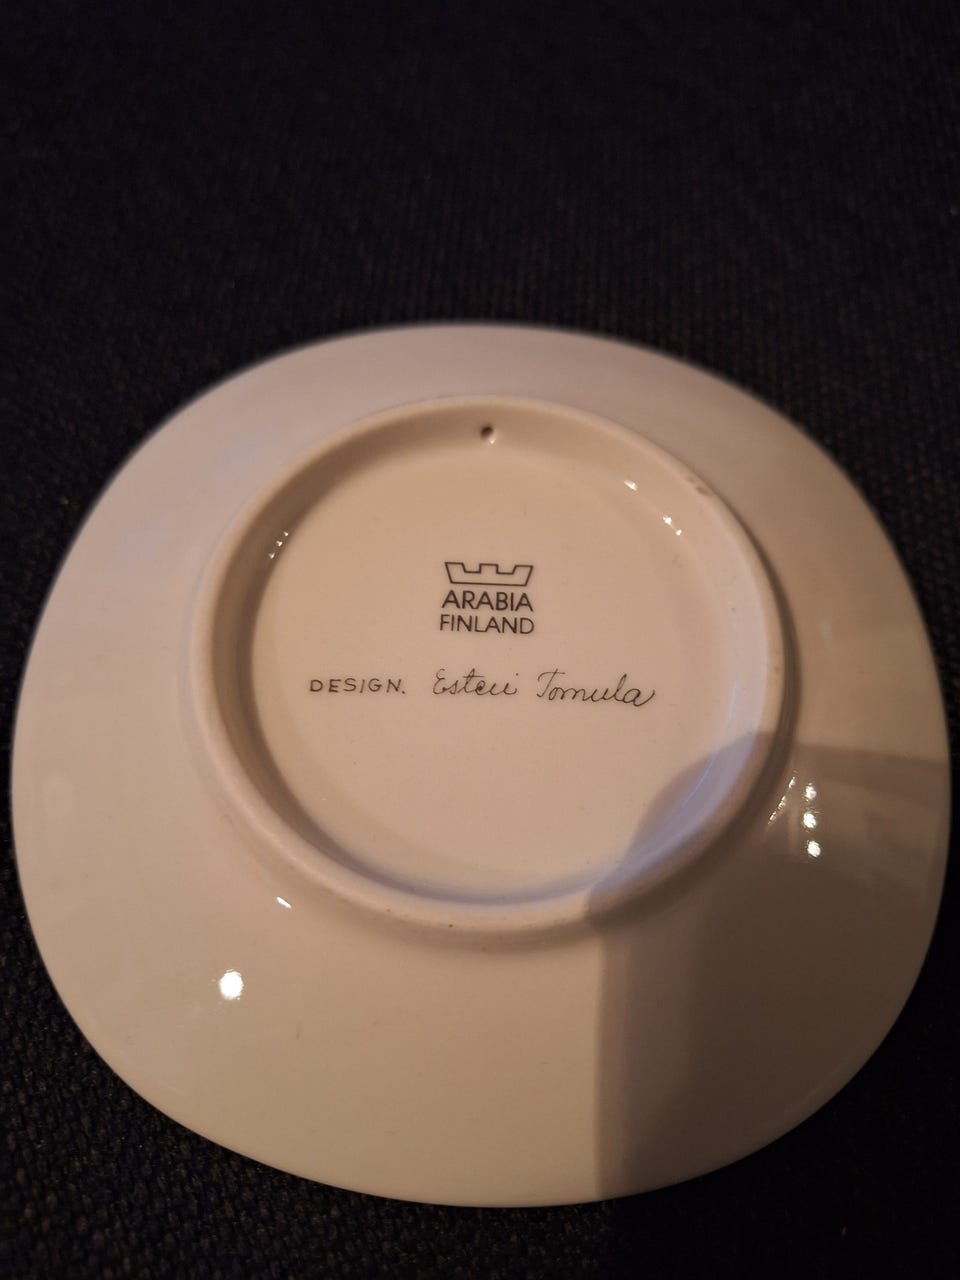 ARABIA
FINLAND
DESIGN. Esteri Tomula